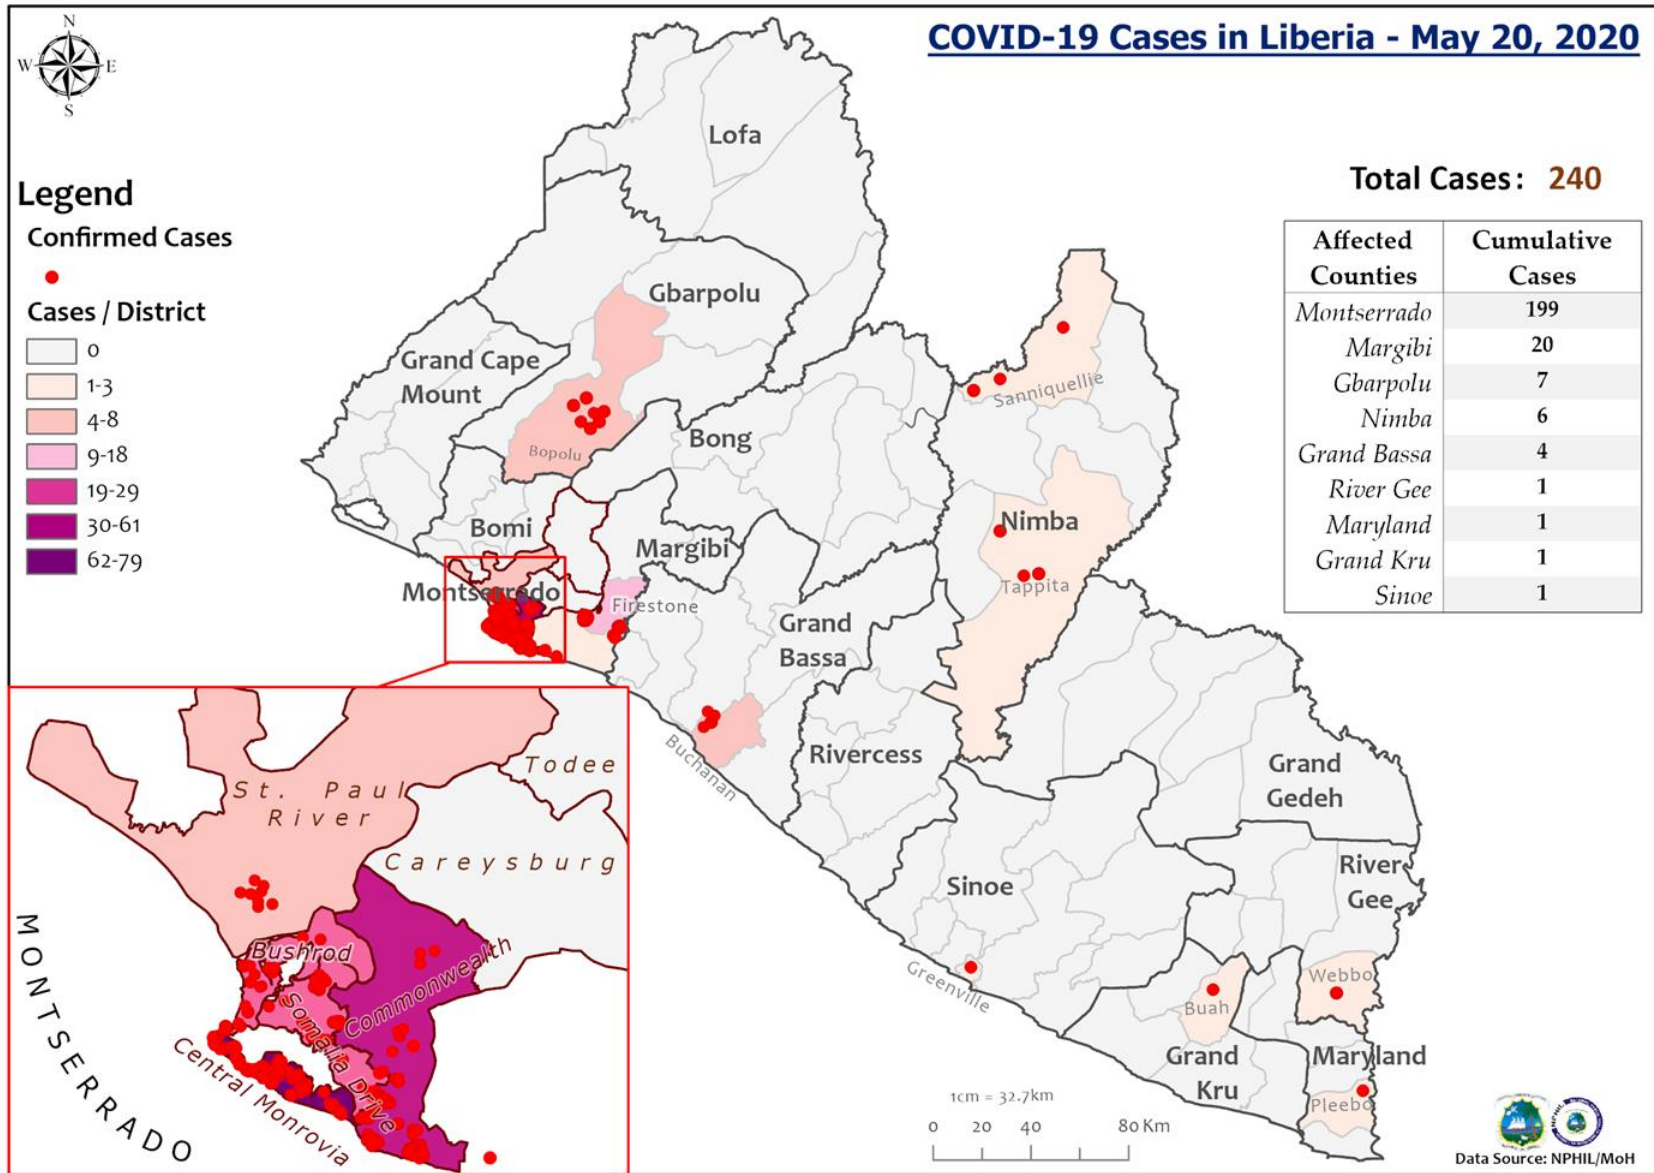 COVID-19 Cases in Liberia - May 20, 2020
N
W
E
S
Legend
Confirmed Cases
Cases / District
0
1-3
4-8
9-18
19-29
30-61
62-79
Total Cases: 240
Affected Counties Cumulative Cases
Montserrado 199
Margibi 20
Gbarpolu 7
Nimba 6
Grand Bassa 4
River Gee 1
Maryland 1
Grand Kru 1
Sinoe 1
Lofa
Gbarpolu
Grand Cape
Mount
Bopolu
Bong
Bomi
Margibi
Montserrado
Firestone
Sanniquellie
Nimba
Tappita
Grand
Bassa
Buchanan
Rivercess
Grand
Gedeh
Sinoe
River
Gee
Greenville
Webbo
Buah
Grand
Kru
Maryland
Pleebo
Todee
St. Paul
River
Careysburg
Bushrod
Commonwealth
Somalia Drive
Central Monrovia
MONTSERRADO
1cm = 32.7km
0 20 40 80 Km
Data Source: NPHIL/MoH